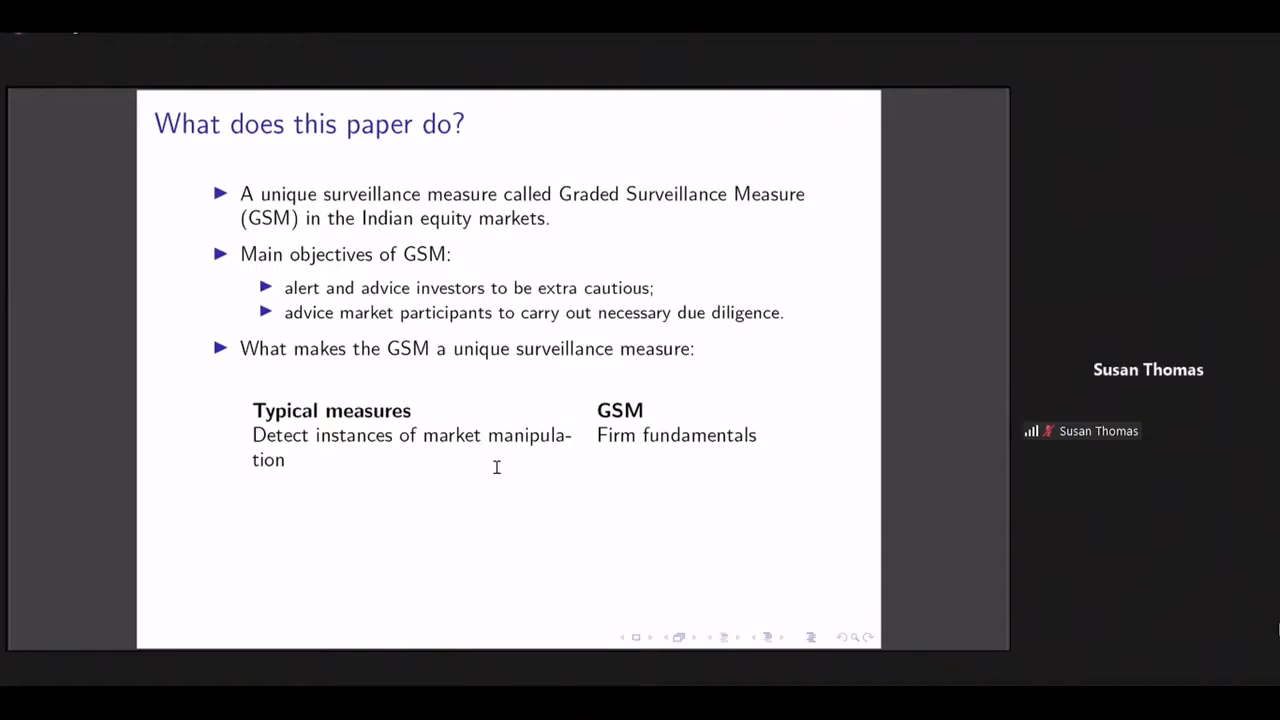 What does this paper do?
A unique surveillance measure called Graded Surveillance Measure
(GSM) in the Indian equity markets.
Main objectives of GSM:
alert and advice investors to be extra cautious;
advice market participants to carry out necessary due diligence.
What makes the GSM a unique surveillance measure:
Typical measures GSM
Detect instances of market manipula- Firm fundamentals
tion
Susan Thomas
Susan Thomas